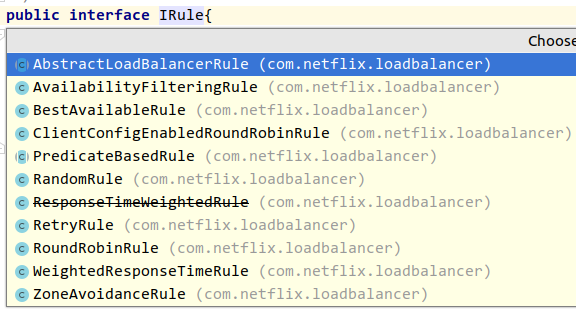 public interface IRule{
Choose
AbstractLoadBalancerRule (com.netflix.loadbalancer)
AvailabilityFilteringRule (com.netflix.loadbalancer)
BestAvailableRule (com.netflix.loadbalancer)
ClientConfigEnabledRoundRobinRule (com.netflix.loadbalancer)
PredicateBasedRule (com.netflix.loadbalancer)
RandomRule (com.netflix.loadbalancer)
ResponseTimeWeightedRule (com.netflix.loadbalancer)
RetryRule (com.netflix.loadbalancer)
RoundRobinRule (com.netflix.loadbalancer)
WeightedResponseTimeRule (com.netflix.loadbalancer)
ZoneAvoidanceRule (com.netflix.loadbalancer)